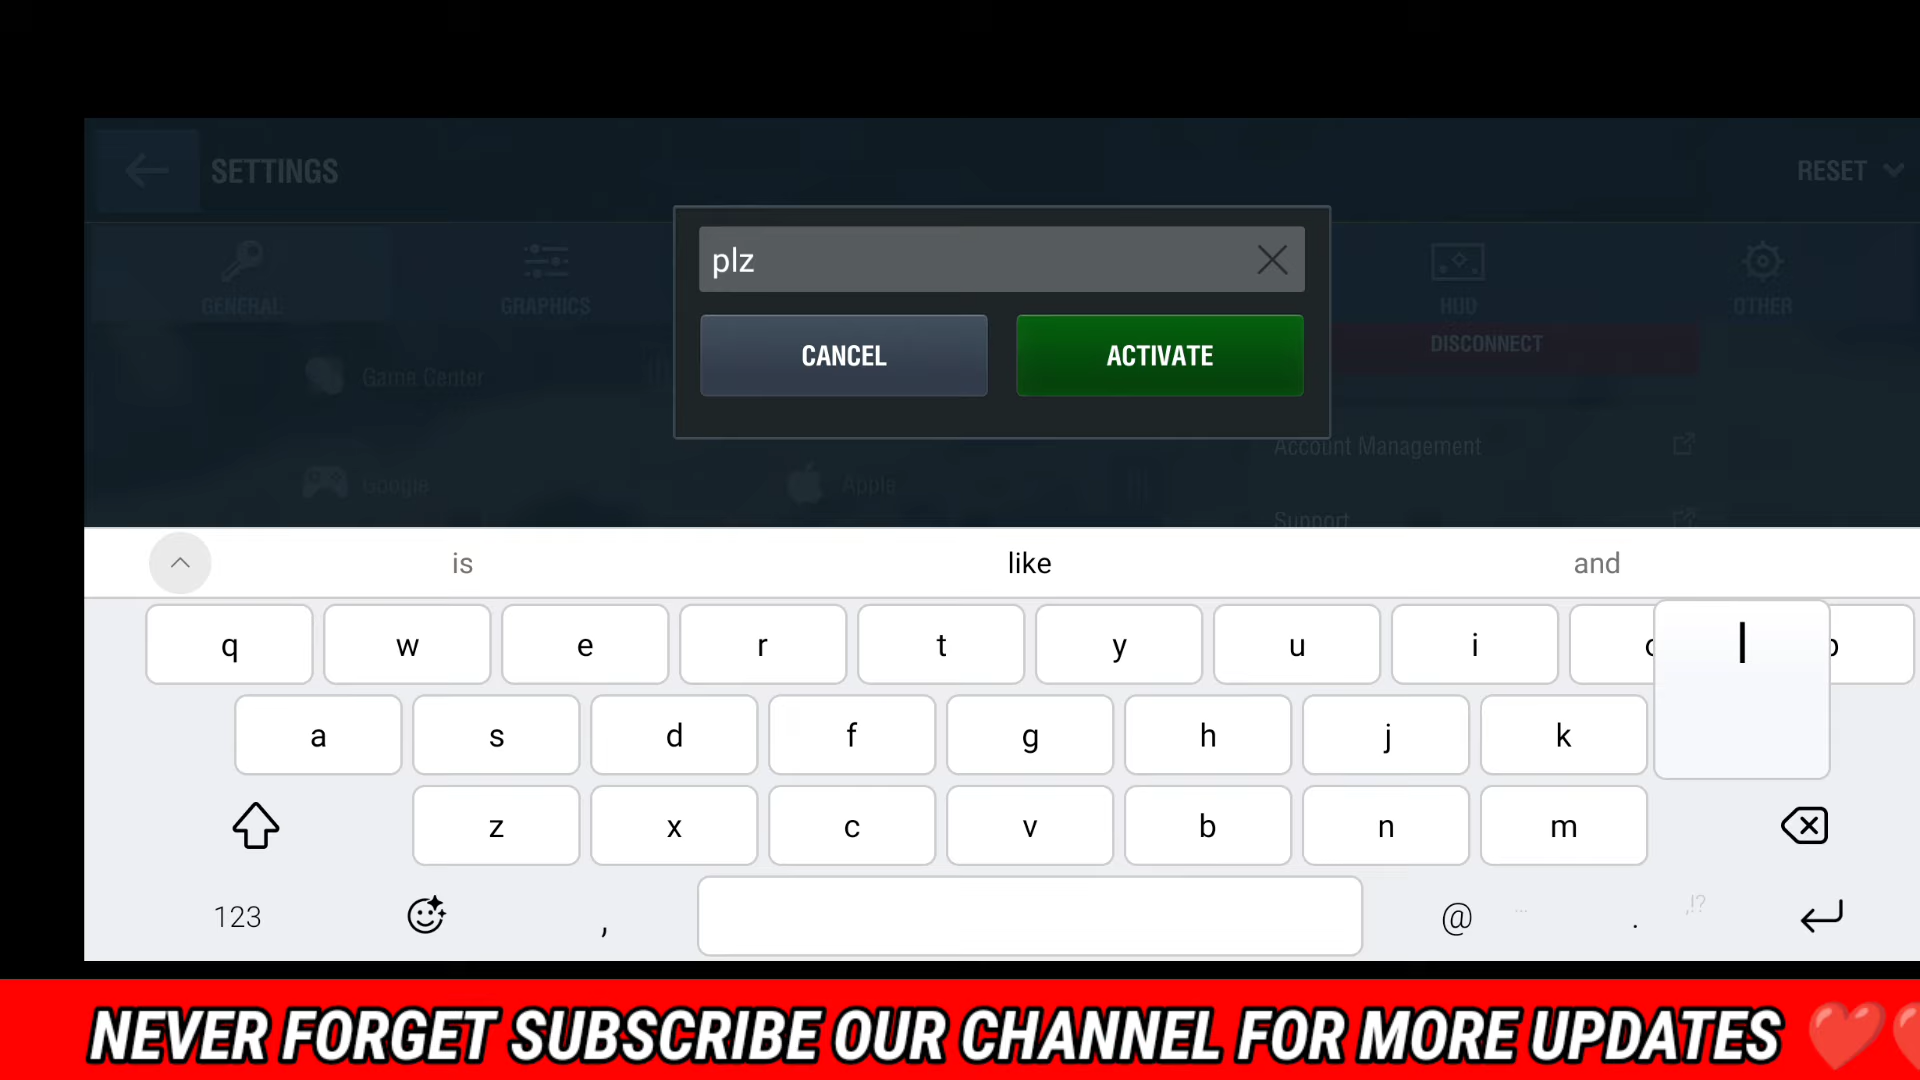 SETTINGS
RESET
plz
CANCEL
ACTIVATE
GENERAL
GRAPHICS
HUD
OTHER
DISCONNECT
Game Center
Account Management
Google
Apple
Support
is like and
q w e r t y u i o p
a s d f g h j k l
z x c v b n m
123 , @ ... . ,!?
NEVER FORGET SUBSCRIBE OUR CHANNEL FOR MORE UPDATES ❤️